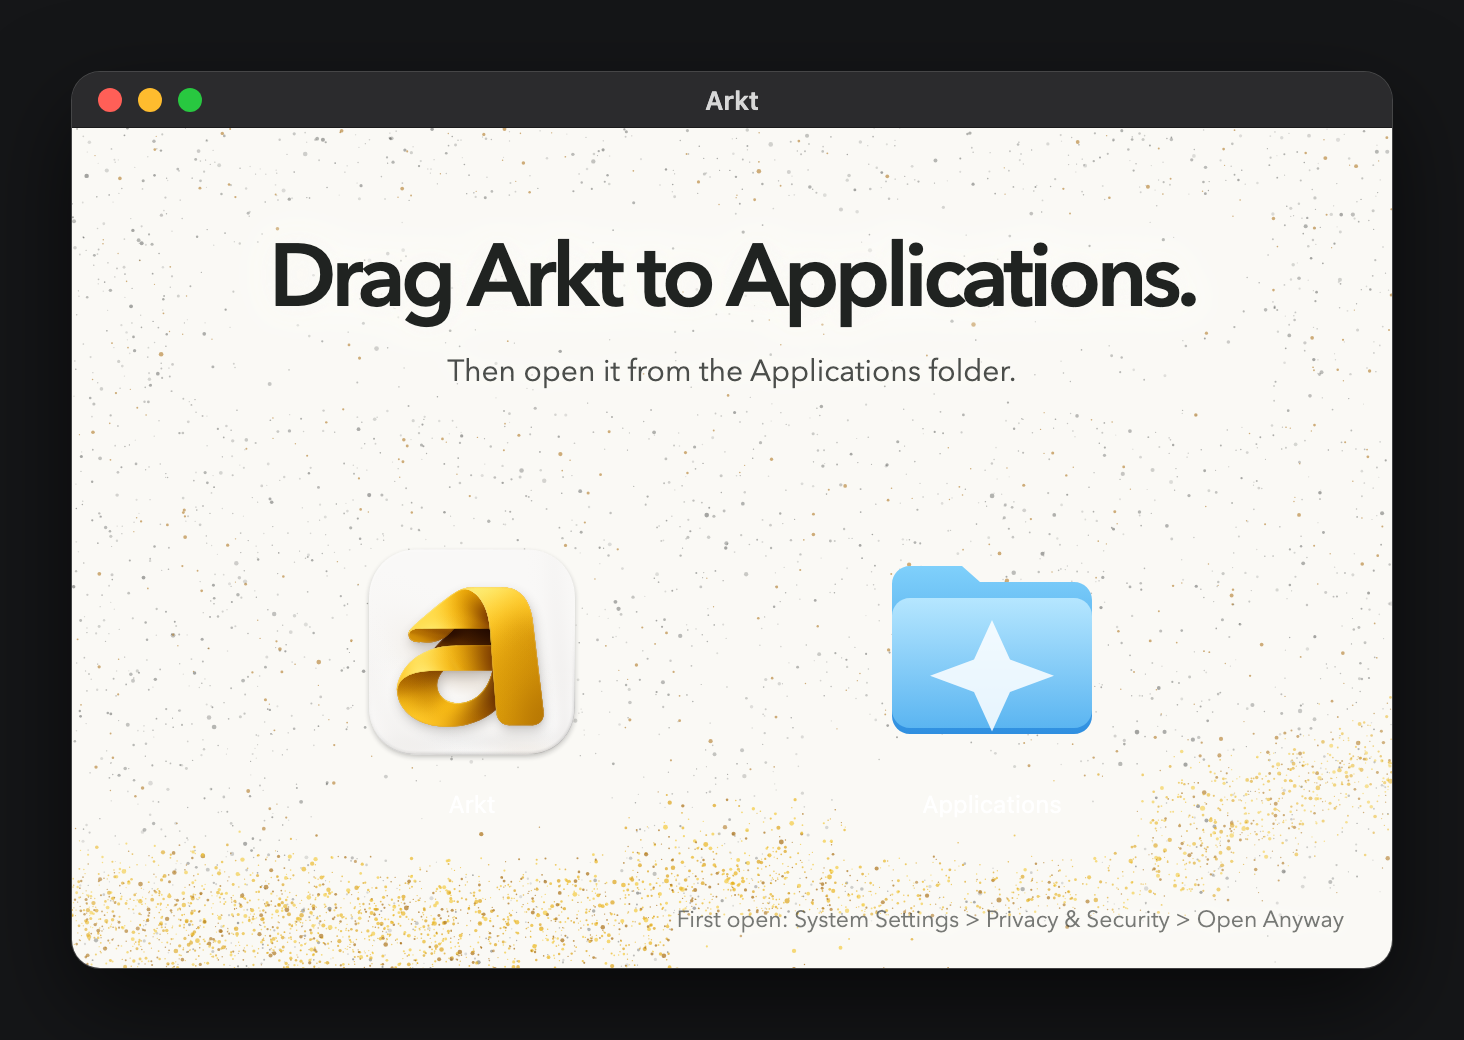 Arkt
Drag Arkt to Applications.
Then open it from the Applications folder.
Arkt
Applications
First open: System Settings > Privacy & Security > Open Anyway